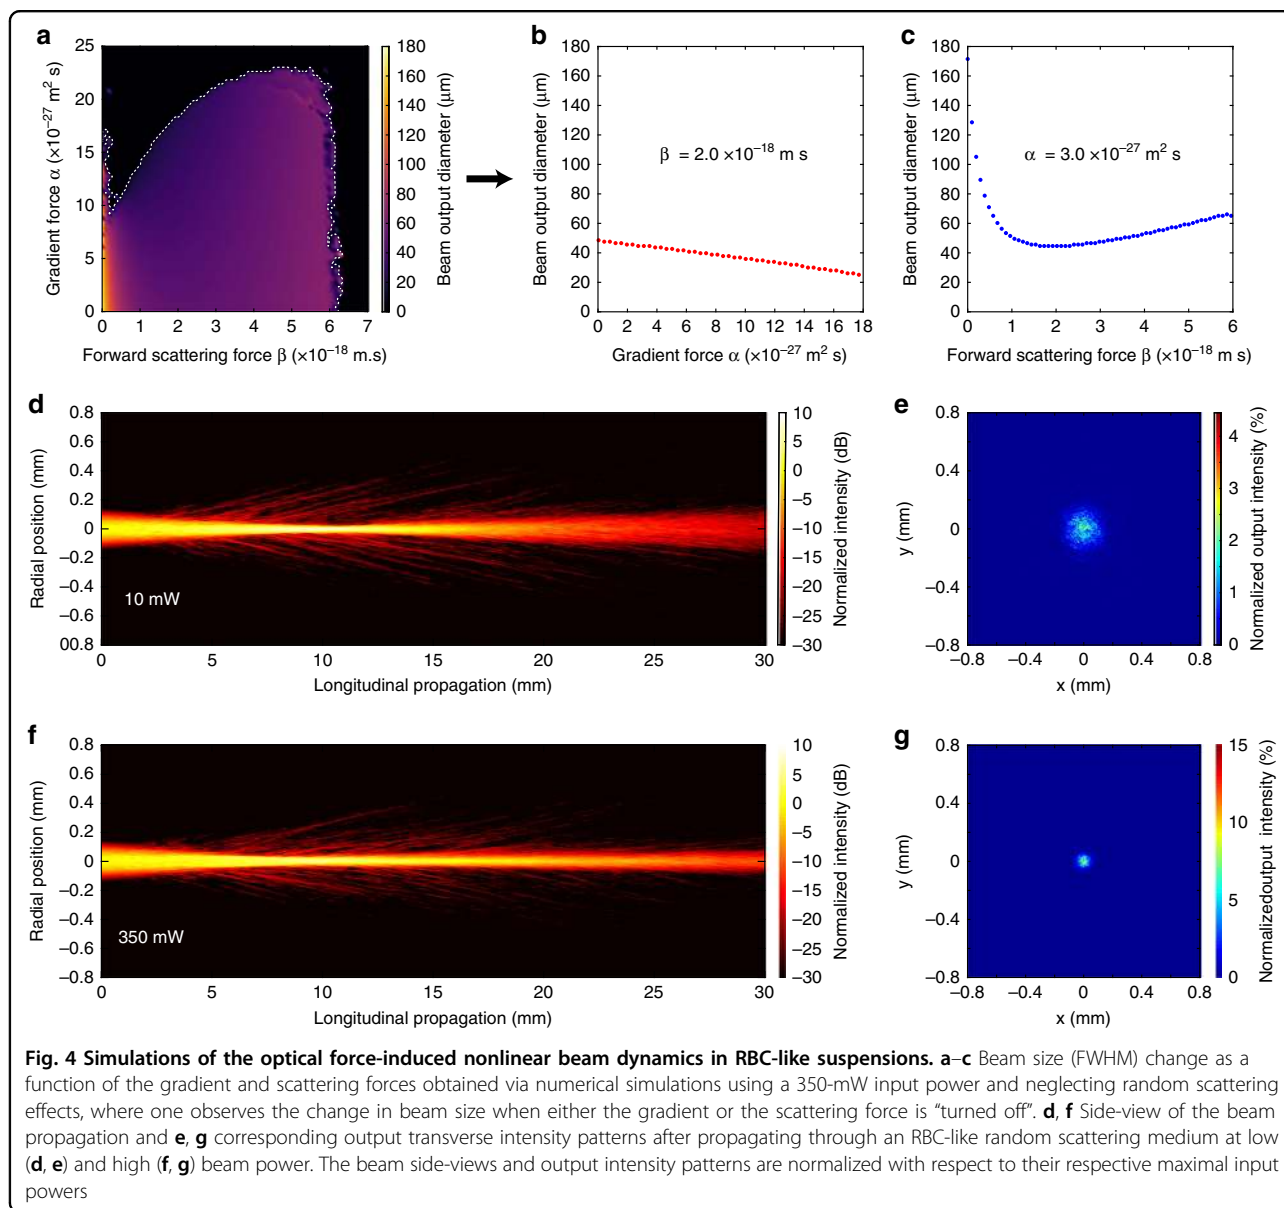 a
25
20
15
10
5
0
Gradient force α (×10⁻²⁷ m² s)
0 1 2 3 4 5 6 7
Forward scattering force β (×10⁻¹⁸ m.s)
180
160
140
120
100
80
60
40
20
0
Beam output diameter (µm)
b
180
160
140
120
100
80
60
40
20
0
Beam output diameter (µm)
β = 2.0 ×10⁻¹⁸ m s
0 2 4 6 8 10 12 14 16 18
Gradient force α (×10⁻²⁷ m² s)
c
180
160
140
120
100
80
60
40
20
0
Beam output diameter (µm)
α = 3.0 ×10⁻²⁷ m² s
0 1 2 3 4 5 6
Forward scattering force β (×10⁻¹⁸ m s)
d
0.8
0.6
0.4
0.2
0
−0.2
−0.4
−0.6
00.8
Radial position (mm)
10 mW
0 5 10 15 20 25 30
Longitudinal propagation (mm)
10
5
0
−5
−10
−15
−20
−25
−30
Normalized intensity (dB)
e
0.8
0.4
0
−0.4
−0.8
y (mm)
−0.8 −0.4 0 0.4 0.8
x (mm)
4
3
2
1
0
Normalized output intensity (%)
f
0.8
0.6
0.4
0.2
0
−0.2
−0.4
−0.6
−0.8
Radial position (mm)
350 mW
0 5 10 15 20 25 30
Longitudinal propagation (mm)
10
5
0
−5
−10
−15
−20
−25
−30
Normalized intensity (dB)
g
0.8
0.4
0
−0.4
−0.8
y (mm)
−0.8 −0.4 0 0.4 0.8
x (mm)
15
10
5
0
Normalizedoutput intensity (%)
Fig. 4 Simulations of the optical force-induced nonlinear beam dynamics in RBC-like suspensions. a–c Beam size (FWHM) change as a
function of the gradient and scattering forces obtained via numerical simulations using a 350-mW input power and neglecting random scattering
effects, where one observes the change in beam size when either the gradient or the scattering force is “turned off”. d, f Side-view of the beam
propagation and e, g corresponding output transverse intensity patterns after propagating through an RBC-like random scattering medium at low
(d, e) and high (f, g) beam power. The beam side-views and output intensity patterns are normalized with respect to their respective maximal input
powers